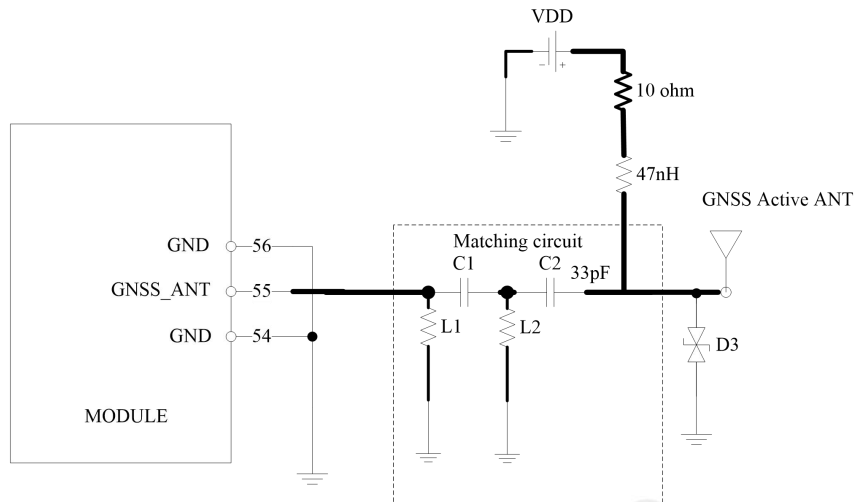 VDD
- +
10 ohm
47nH
GNSS Active ANT
Matching circuit
C1 C2 33pF
GND 56
GNSS_ANT 55
GND 54
L1 L2
D3
MODULE